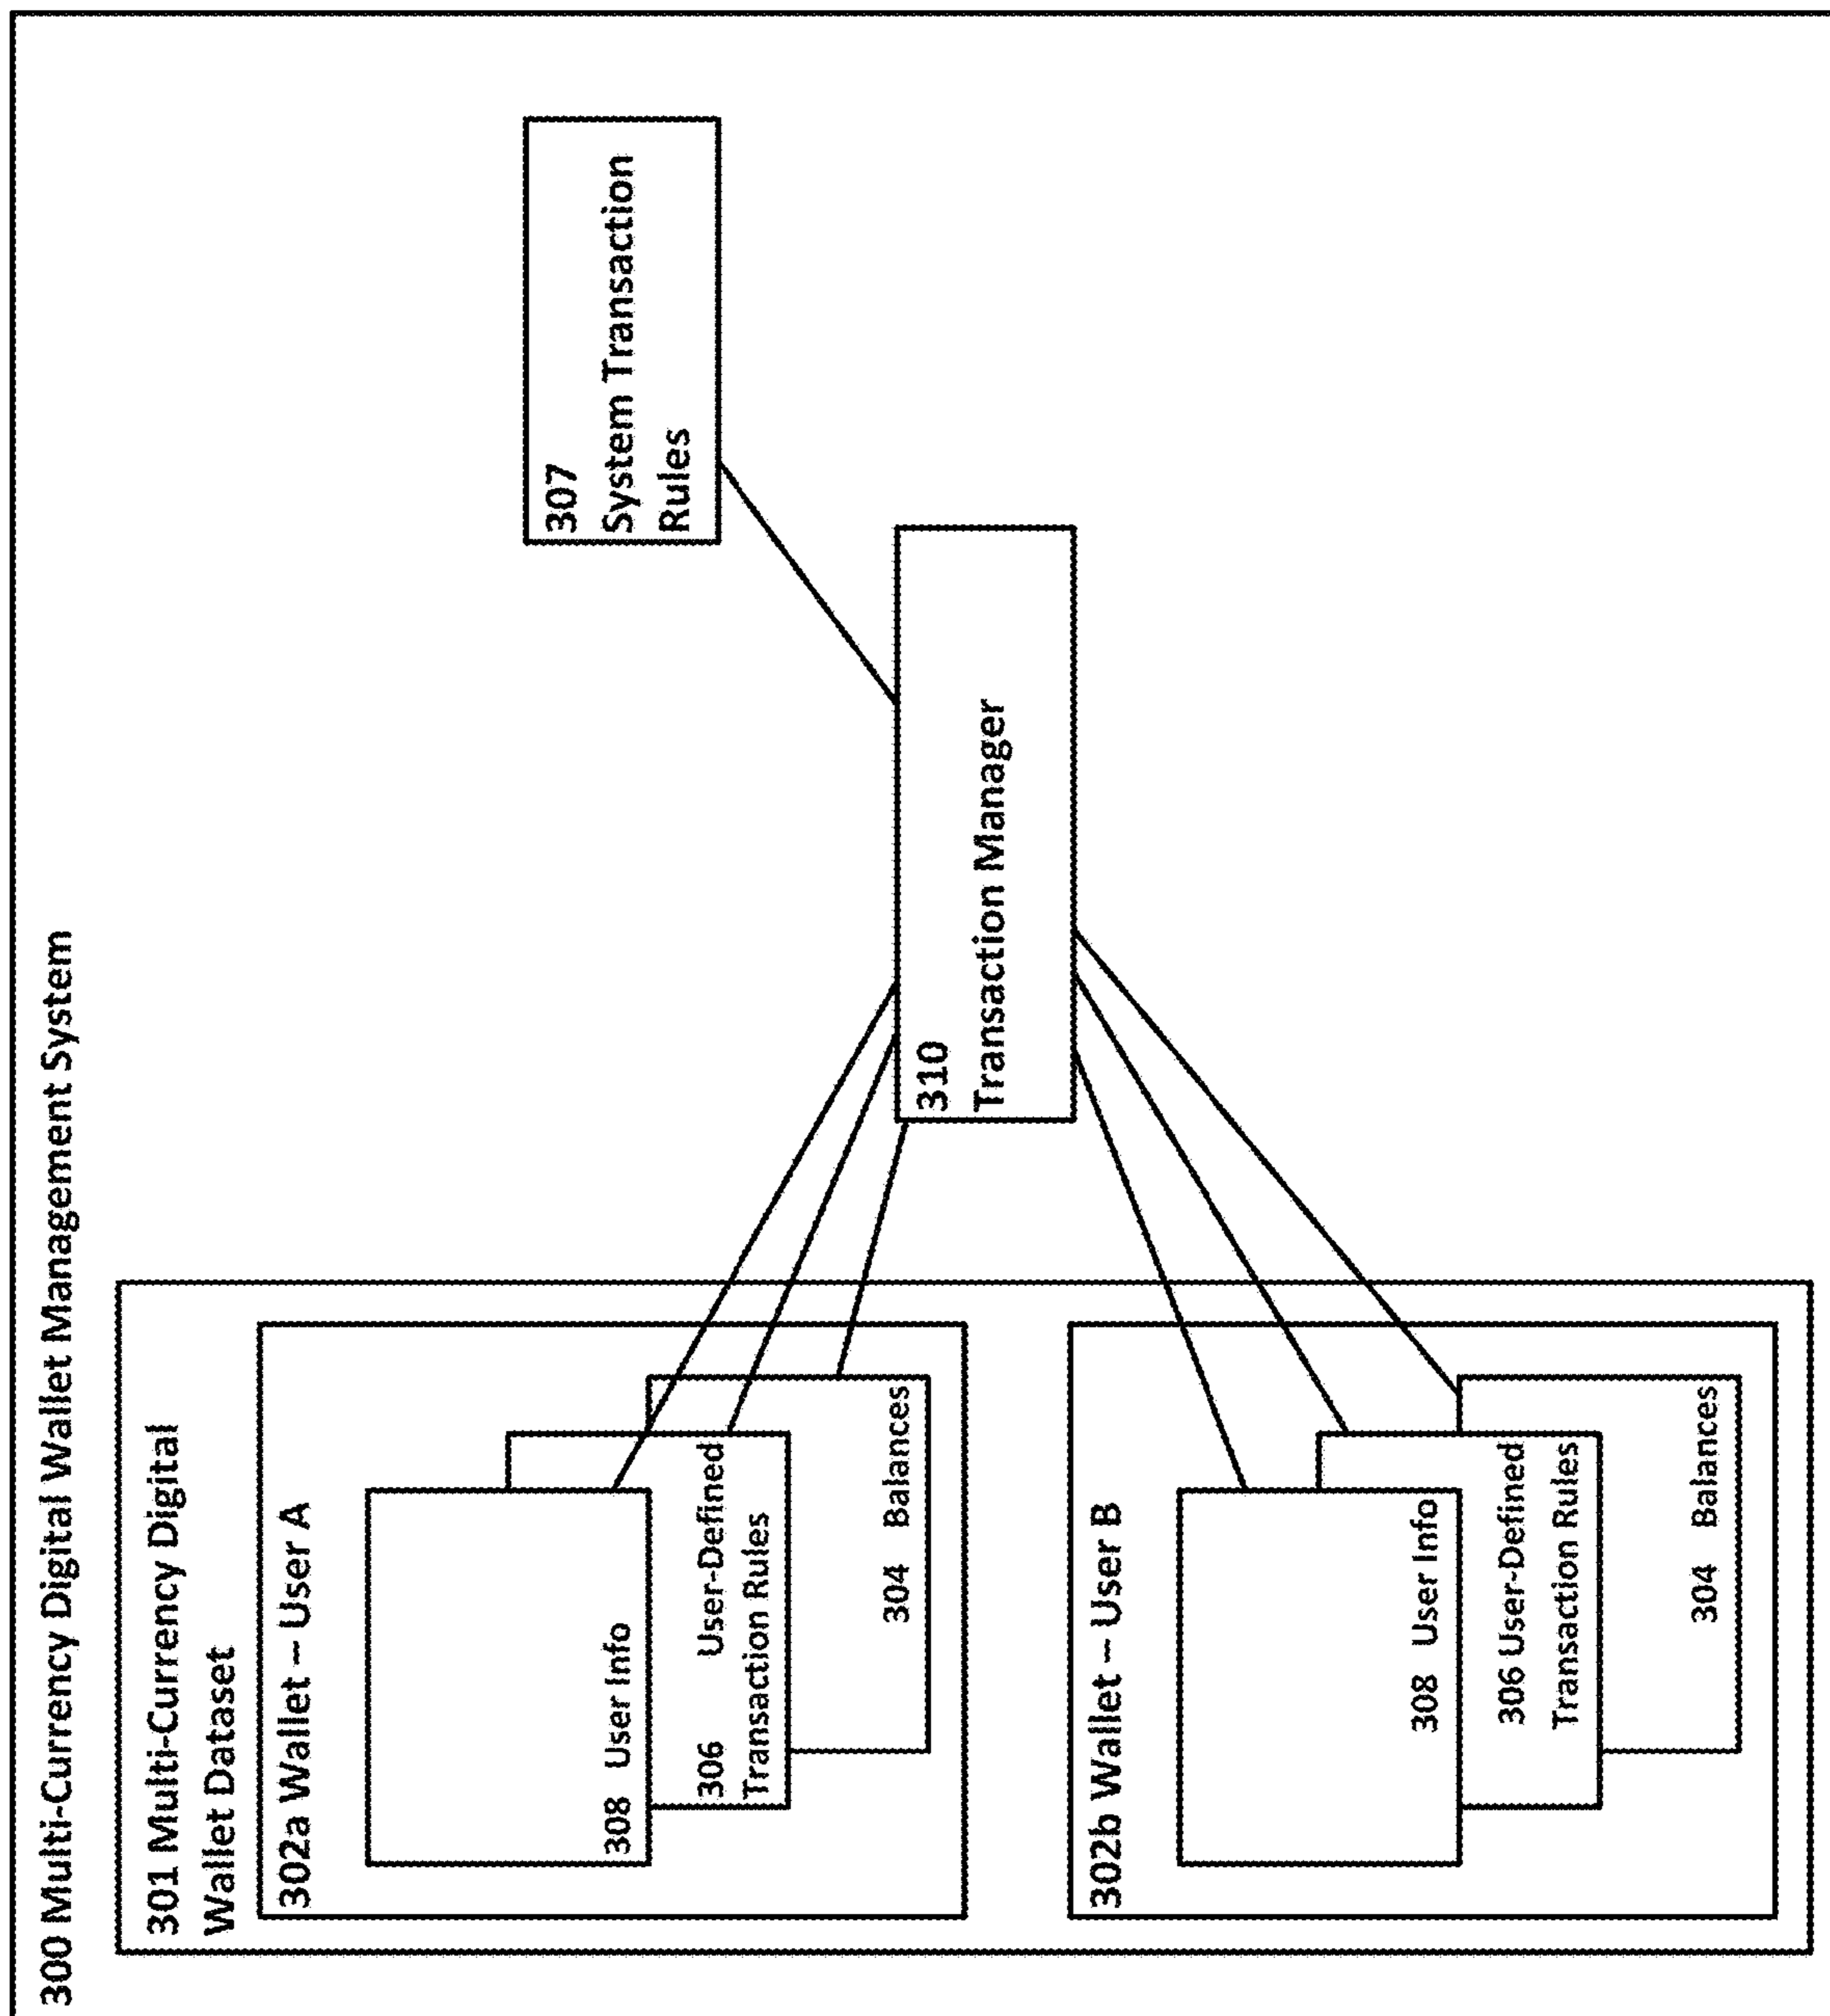 300 Multi-Currency Digital Wallet Management System
301 Multi-Currency Digital
Wallet Dataset
302a Wallet – User A
308 User Info
306 User-Defined
Transaction Rules
304 Balances
302b Wallet – User B
308 User Info
306 User-Defined
Transaction Rules
304 Balances
310
Transaction Manager
307
System Transaction
Rules